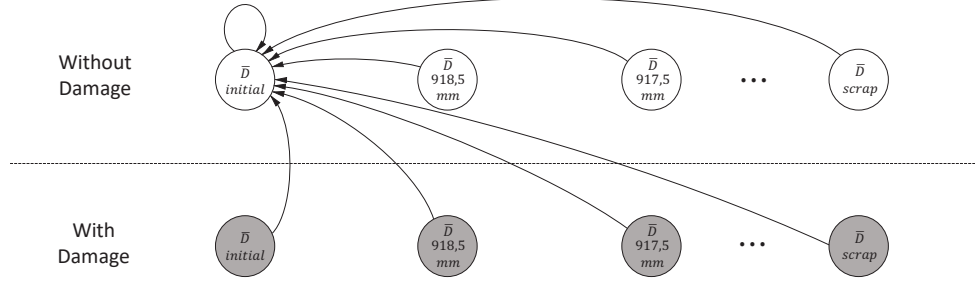 Without
Damage
D̅
initial
D̅
918,5
mm
D̅
917,5
mm
...
D̅
scrap
With
Damage
D̅
initial
D̅
918,5
mm
D̅
917,5
mm
...
D̅
scrap